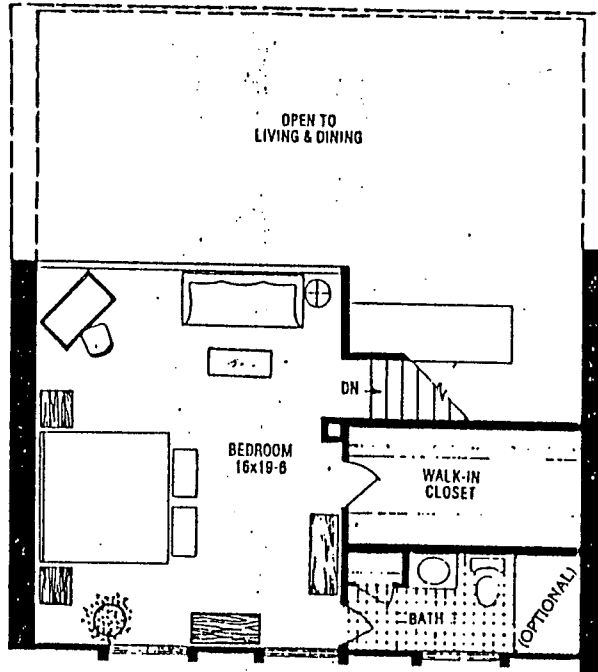 OPEN TO
LIVING & DINING
DN
BEDROOM
16x19-6
WALK-IN
CLOSET
BATH
(OPTIONAL)